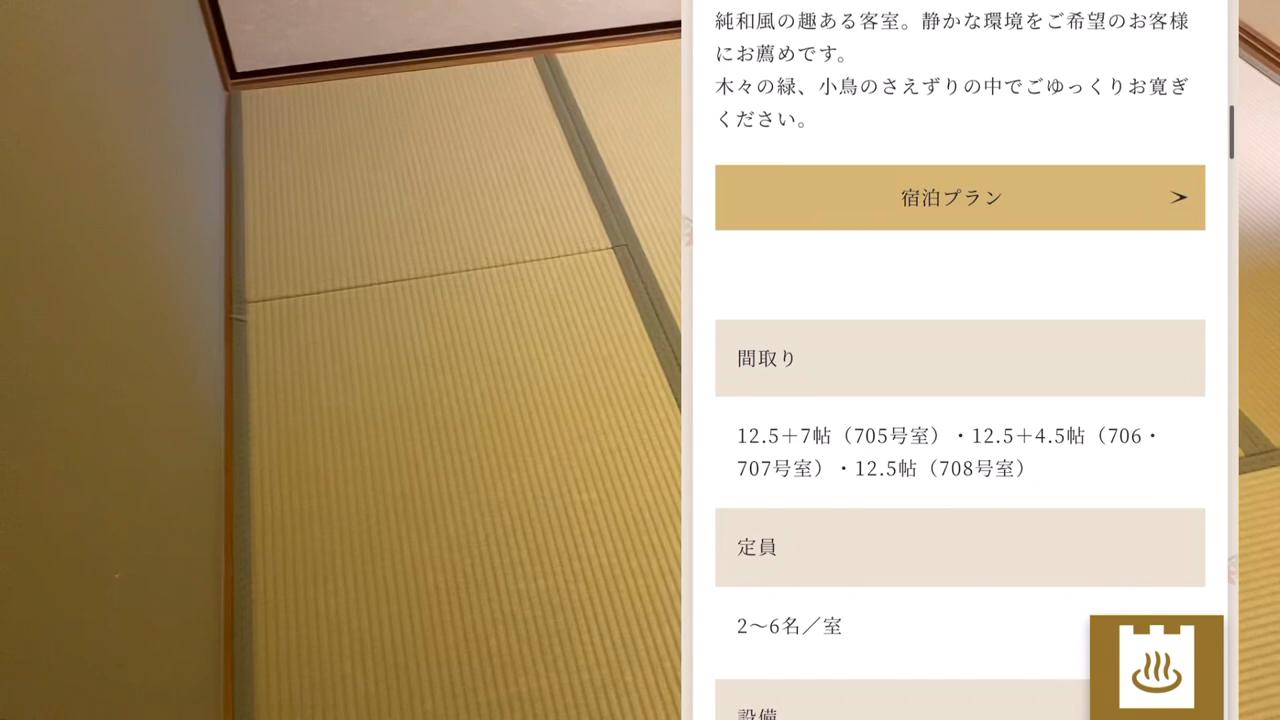 純和風の趣ある客室。静かな環境をご希望のお客様
にお薦めです。
木々の緑、小鳥のさえずりの中でごゆっくりお寛ぎ
ください。
宿泊プラン
間取り
12.5＋7帖（705号室）・12.5＋4.5帖（706・
707号室）・12.5帖（708号室）
定員
2〜6名／室
設備